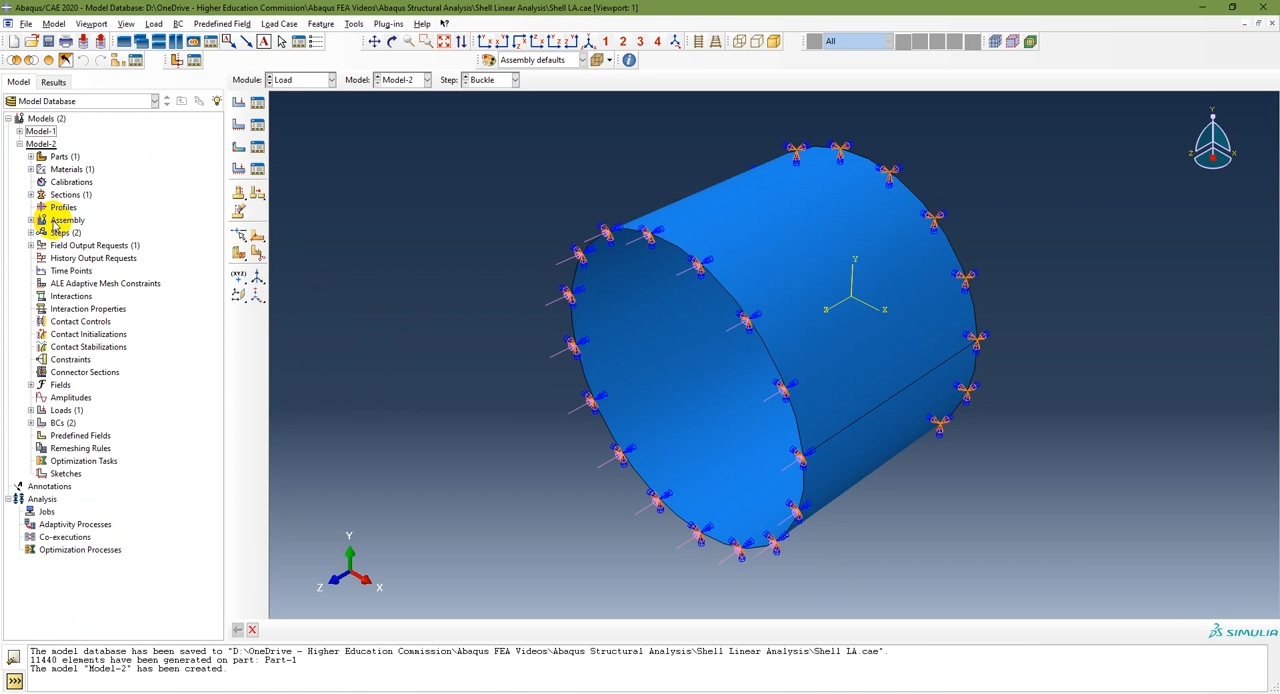 Abaqus/CAE 2020 - Model Database: D:\OneDrive - Higher Education Commission\Abaqus FEA Videos\Abaqus Structural Analysis\Shell Linear Analysis\Shell LA.cae [Viewport: 1]
File Model Viewport View Load BC Predefined Field Load Case Feature Tools Plug-ins Help
1 2 3 4 All
Assembly defaults
Model Results Module: Load Model: Model-2 Step: Buckle
Model Database
Models (2)
Model-1
Model-2
Parts (1)
Materials (1)
Calibrations
Sections (1)
Profiles
Assembly
Steps (2)
Field Output Requests (1)
History Output Requests
Time Points
ALE Adaptive Mesh Constraints
Interactions
Interaction Properties
Contact Controls
Contact Initializations
Contact Stabilizations
Constraints
Connector Sections
Fields
Amplitudes
Loads (1)
BCs (2)
Predefined Fields
Remeshing Rules
Optimization Tasks
Sketches
Annotations
Analysis
Jobs
Adaptivity Processes
Co-executions
Optimization Processes
(XYZ)
Y
Z X
Y
Z X
Y
Z X
SIMULIA
The model database has been saved to "D:\OneDrive - Higher Education Commission\Abaqus FEA Videos\Abaqus Structural Analysis\Shell Linear Analysis\Shell LA.cae".
11440 elements have been generated on part: Part-1
The model "Model-2" has been created.
>>>